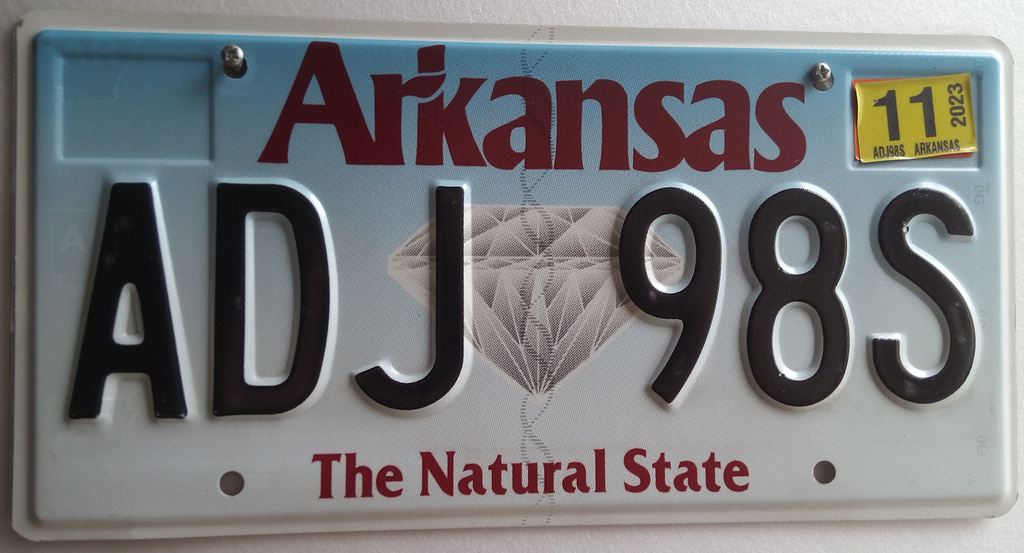 Arkansas
11 2023
ADJ98S ARKANSAS
ADJ 98S
The Natural State